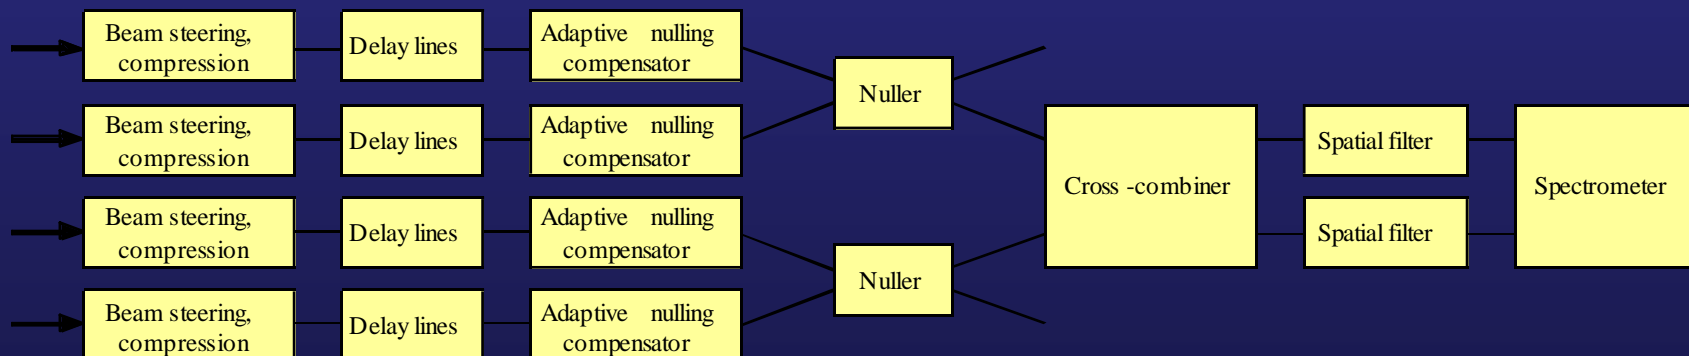 Beam steering,
compression
Delay lines
Adaptive nulling
compensator
Beam steering,
compression
Delay lines
Adaptive nulling
compensator
Beam steering,
compression
Delay lines
Adaptive nulling
compensator
Beam steering,
compression
Delay lines
Adaptive nulling
compensator
Nuller
Nuller
Cross -combiner
Spatial filter
Spatial filter
Spectrometer